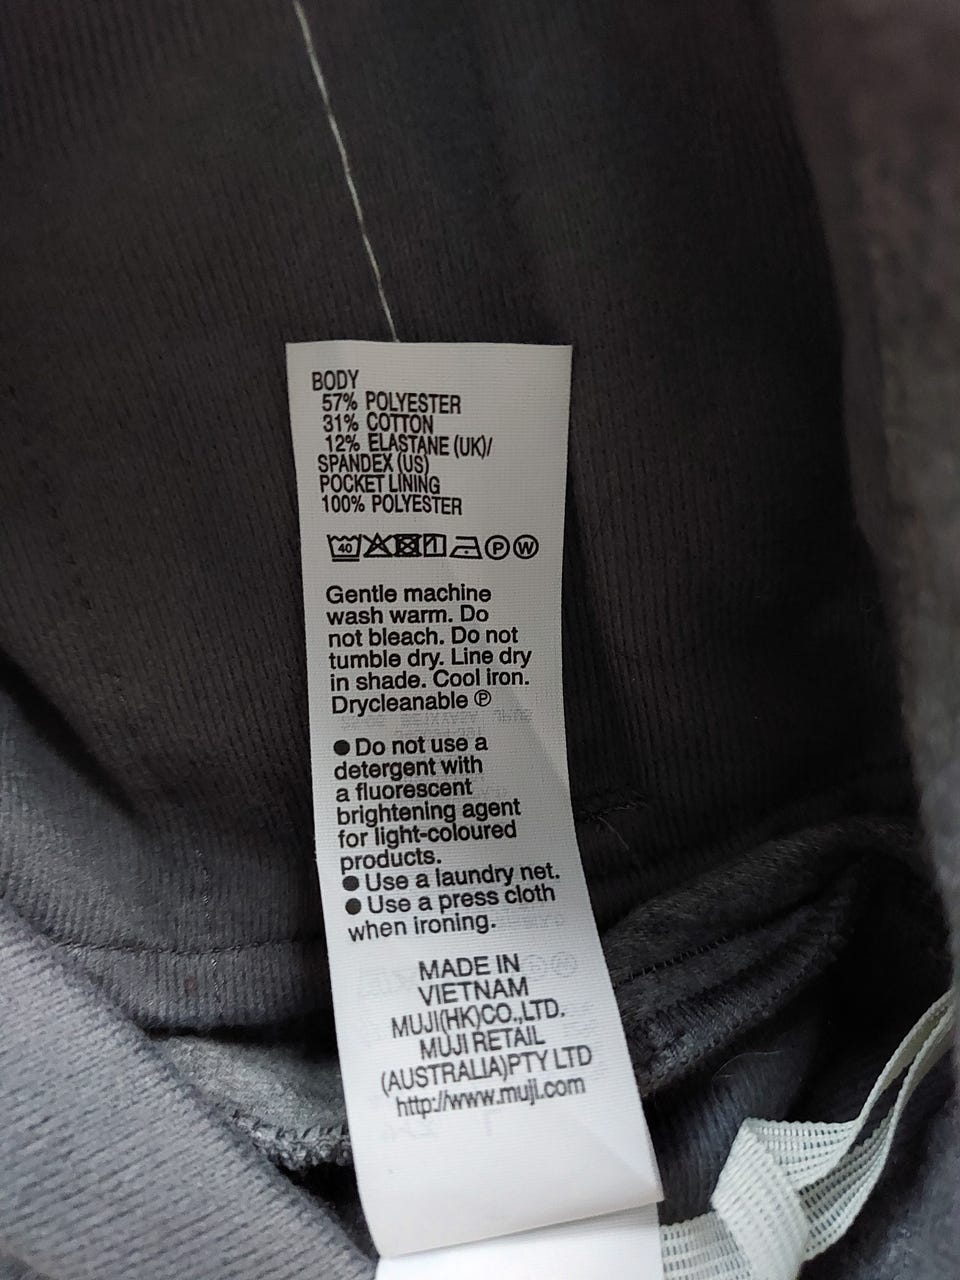 BODY
57% POLYESTER
31% COTTON
12% ELASTANE (UK)/
SPANDEX (US)
POCKET LINING
100% POLYESTER
40 P W
Gentle machine
wash warm. Do
not bleach. Do not
tumble dry. Line dry
in shade. Cool iron.
Drycleanable Ⓟ
●Do not use a
detergent with
a fluorescent
brightening agent
for light-coloured
products.
●Use a laundry net.
●Use a press cloth
when ironing.
MADE IN
VIETNAM
MUJI(HK)CO.,LTD.
MUJI RETAIL
(AUSTRALIA)PTY LTD
http://www.muji.com